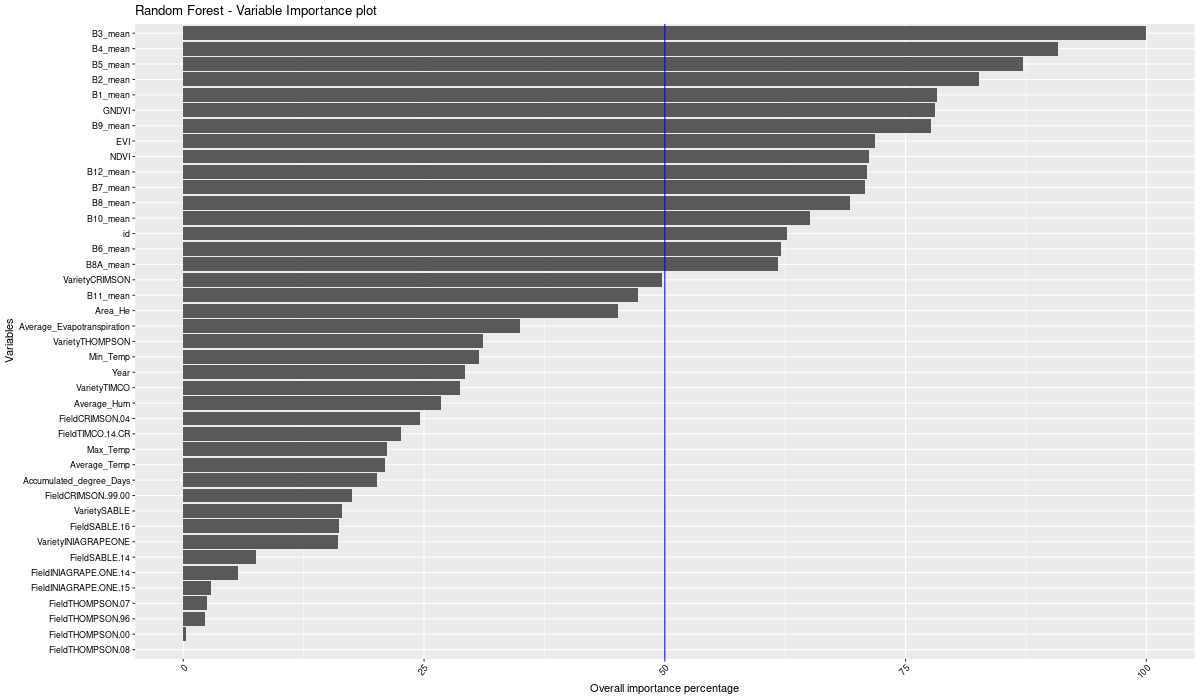 Random Forest - Variable Importance plot
B3_mean
B4_mean
B5_mean
B2_mean
B1_mean
GNDVI
B9_mean
EVI
NDVI
B12_mean
B7_mean
B8_mean
B10_mean
id
B6_mean
B8A_mean
VarietyCRIMSON
B11_mean
Area_He
Average_Evapotranspiration
VarietyTHOMPSON
Min_Temp
Year
VarietyTIMCO
Average_Hum
FieldCRIMSON.04
FieldTIMCO.14.CR
Max_Temp
Average_Temp
Accumulated_degree_Days
FieldCRIMSON..99.00
VarietySABLE
FieldSABLE.16
VarietyINIAGRAPEONE
FieldSABLE.14
FieldINIAGRAPE.ONE.14
FieldINIAGRAPE.ONE.15
FieldTHOMPSON.07
FieldTHOMPSON.96
FieldTHOMPSON.00
FieldTHOMPSON.08
Variables
0
25
50
75
100
Overall importance percentage